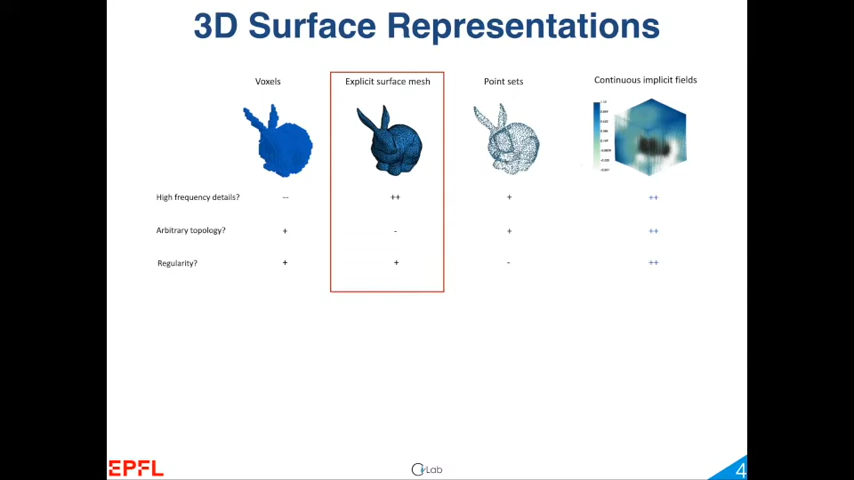 3D Surface Representations
Voxels Explicit surface mesh Point sets Continuous implicit fields
High frequency details? -- ++ + ++
Arbitrary topology? + - + ++
Regularity? + + - ++
EPFL CVLab 4